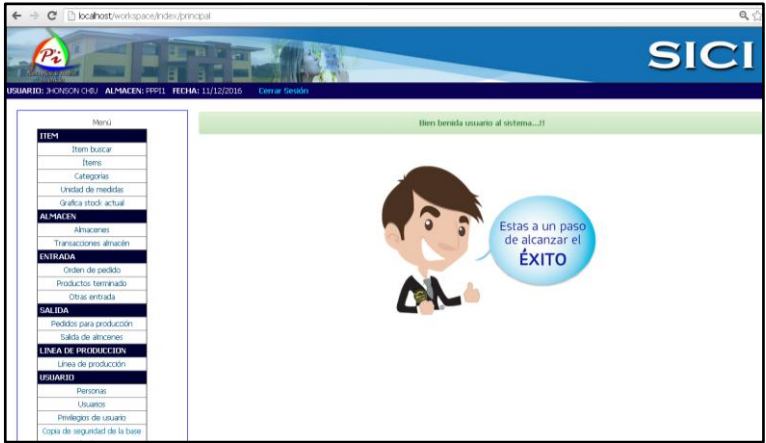 localhost/workspace/index/principal
Pi
SICI
USUARIO: JHONSON CHIU ALMACEN: PPPI1 FECHA: 11/12/2016 Cerrar Sesión
Menú
ITEM
Item buscar
Ítems
Categorias
Unidad de medidas
Grafica stock actual
ALMACEN
Almacenes
Transacciones almacén
ENTRADA
Orden de pedido
Productos terminado
Otras entrada
SALIDA
Pedidos para producción
Salida de almcenes
LINEA DE PRODUCCION
Linea de producción
USUARIO
Personas
Usuarios
Privilegios de usuario
Copia de seguridad de la base
Bien benida usuario al sistema...!!
Estas a un paso
de alcanzar el
ÉXITO